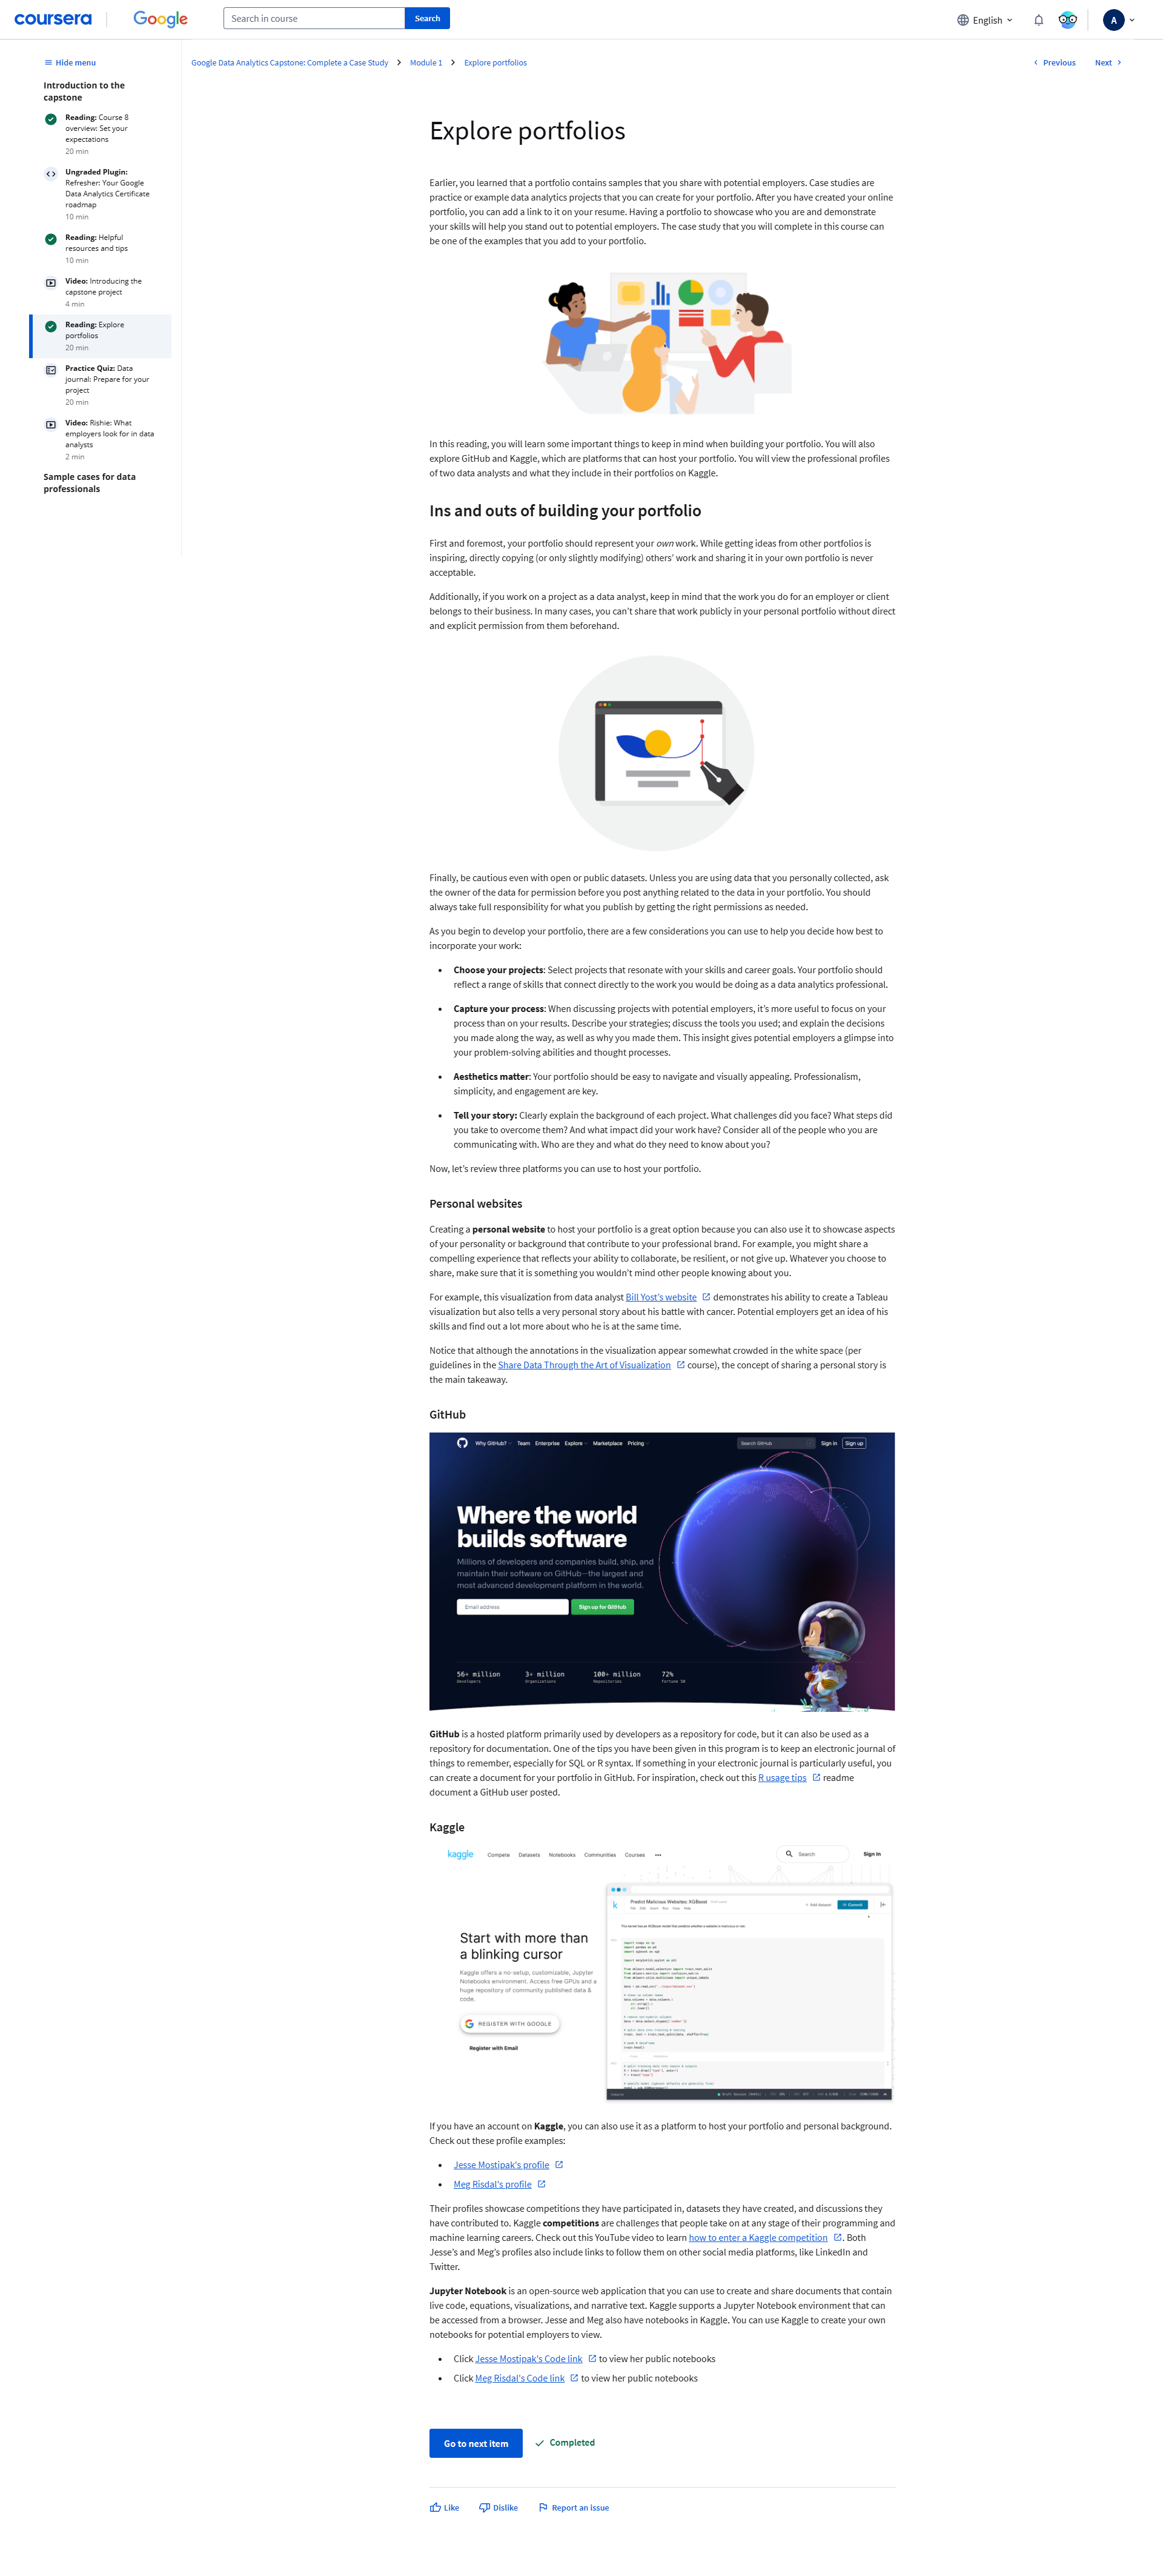 coursera
Google
Search in course
Search
English
A
Hide menu
Google Data Analytics Capstone: Complete a Case Study
Module 1
Explore portfolios
Previous
Next
Introduction to the
capstone
Reading: Course 8
overview: Set your
expectations
20 min
Ungraded Plugin:
Refresher: Your Google
Data Analytics Certificate
roadmap
10 min
Reading: Helpful
resources and tips
10 min
Video: Introducing the
capstone project
4 min
Reading: Explore
portfolios
20 min
Practice Quiz: Data
journal: Prepare for your
project
20 min
Video: Rishie: What
employers look for in data
analysts
2 min
Sample cases for data
professionals
Explore portfolios
Earlier, you learned that a portfolio contains samples that you share with potential employers. Case studies are
practice or example data analytics projects that you can create for your portfolio. After you have created your online
portfolio, you can add a link to it on your resume. Having a portfolio to showcase who you are and demonstrate
your skills will help you stand out to potential employers. The case study that you will complete in this course can
be one of the examples that you add to your portfolio.
In this reading, you will learn some important things to keep in mind when building your portfolio. You will also
explore GitHub and Kaggle, which are platforms that can host your portfolio. You will view the professional profiles
of two data analysts and what they include in their portfolios on Kaggle.
Ins and outs of building your portfolio
First and foremost, your portfolio should represent your own work. While getting ideas from other portfolios is
inspiring, directly copying (or only slightly modifying) others’ work and sharing it in your own portfolio is never
acceptable.
Additionally, if you work on a project as a data analyst, keep in mind that the work you do for an employer or client
belongs to their business. In many cases, you can’t share that work publicly in your personal portfolio without direct
and explicit permission from them beforehand.
Finally, be cautious even with open or public datasets. Unless you are using data that you personally collected, ask
the owner of the data for permission before you post anything related to the data in your portfolio. You should
always take full responsibility for what you publish by getting the right permissions as needed.
As you begin to develop your portfolio, there are a few considerations you can use to help you decide how best to
incorporate your work:
• Choose your projects: Select projects that resonate with your skills and career goals. Your portfolio should
reflect a range of skills that connect directly to the work you would be doing as a data analytics professional.
• Capture your process: When discussing projects with potential employers, it’s more useful to focus on your
process than on your results. Describe your strategies; discuss the tools you used; and explain the decisions
you made along the way, as well as why you made them. This insight gives potential employers a glimpse into
your problem-solving abilities and thought processes.
• Aesthetics matter: Your portfolio should be easy to navigate and visually appealing. Professionalism,
simplicity, and engagement are key.
• Tell your story: Clearly explain the background of each project. What challenges did you face? What steps did
you take to overcome them? And what impact did your work have? Consider all of the people who you are
communicating with. Who are they and what do they need to know about you?
Now, let’s review three platforms you can use to host your portfolio.
Personal websites
Creating a personal website to host your portfolio is a great option because you can also use it to showcase aspects
of your personality or background that contribute to your professional brand. For example, you might share a
compelling experience that reflects your ability to collaborate, be resilient, or not give up. Whatever you choose to
share, make sure that it is something you wouldn’t mind other people knowing about you.
For example, this visualization from data analyst Bill Yost’s website demonstrates his ability to create a Tableau
visualization but also tells a very personal story about his battle with cancer. Potential employers get an idea of his
skills and find out a lot more about who he is at the same time.
Notice that although the annotations in the visualization appear somewhat crowded in the white space (per
guidelines in the Share Data Through the Art of Visualization course), the concept of sharing a personal story is
the main takeaway.
GitHub
Why GitHub? Team Enterprise Explore Marketplace Pricing
Search GitHub
Sign in
Sign up
Where the world
builds software
Millions of developers and companies build, ship, and
maintain their software on GitHub—the largest and
most advanced development platform in the world.
Email address
Sign up for GitHub
56+ million 3+ million 100+ million 72%
Developers Organizations Repositories Fortune 50
GitHub is a hosted platform primarily used by developers as a repository for code, but it can also be used as a
repository for documentation. One of the tips you have been given in this program is to keep an electronic journal of
things to remember, especially for SQL or R syntax. If something in your electronic journal is particularly useful, you
can create a document for your portfolio in GitHub. For inspiration, check out this R usage tips readme
document a GitHub user posted.
Kaggle
kaggle
Compete Datasets Notebooks Communities Courses •••
Search
Sign In
Predict Malicious Websites: XGBoost
Start with more than
a blinking cursor
Kaggle offers a no-setup, customizable, Jupyter
Notebooks environment. Access free GPUs and a
huge repository of community published data &
code.
REGISTER WITH GOOGLE
Register with Email
If you have an account on Kaggle, you can also use it as a platform to host your portfolio and personal background.
Check out these profile examples:
• Jesse Mostipak's profile
• Meg Risdal’s profile
Their profiles showcase competitions they have participated in, datasets they have created, and discussions they
have contributed to. Kaggle competitions are challenges that people take on at any stage of their programming and
machine learning careers. Check out this YouTube video to learn how to enter a Kaggle competition . Both
Jesse’s and Meg’s profiles also include links to follow them on other social media platforms, like LinkedIn and
Twitter.
Jupyter Notebook is an open-source web application that you can use to create and share documents that contain
live code, equations, visualizations, and narrative text. Kaggle supports a Jupyter Notebook environment that can
be accessed from a browser. Jesse and Meg also have notebooks in Kaggle. You can use Kaggle to create your own
notebooks for potential employers to view.
• Click Jesse Mostipak's Code link to view her public notebooks
• Click Meg Risdal's Code link to view her public notebooks
Go to next item
Completed
Like
Dislike
Report an issue